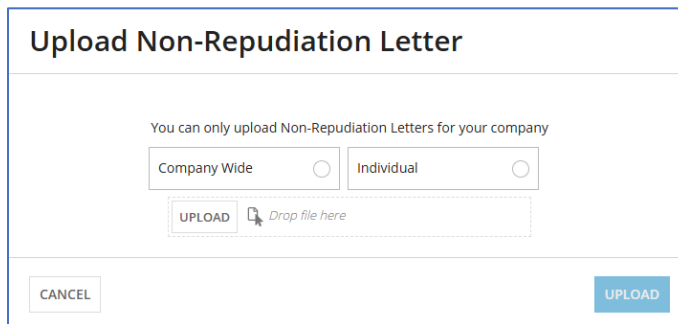 Upload Non-Repudiation Letter
You can only upload Non-Repudiation Letters for your company
Company Wide
Individual
UPLOAD
Drop file here
CANCEL
UPLOAD